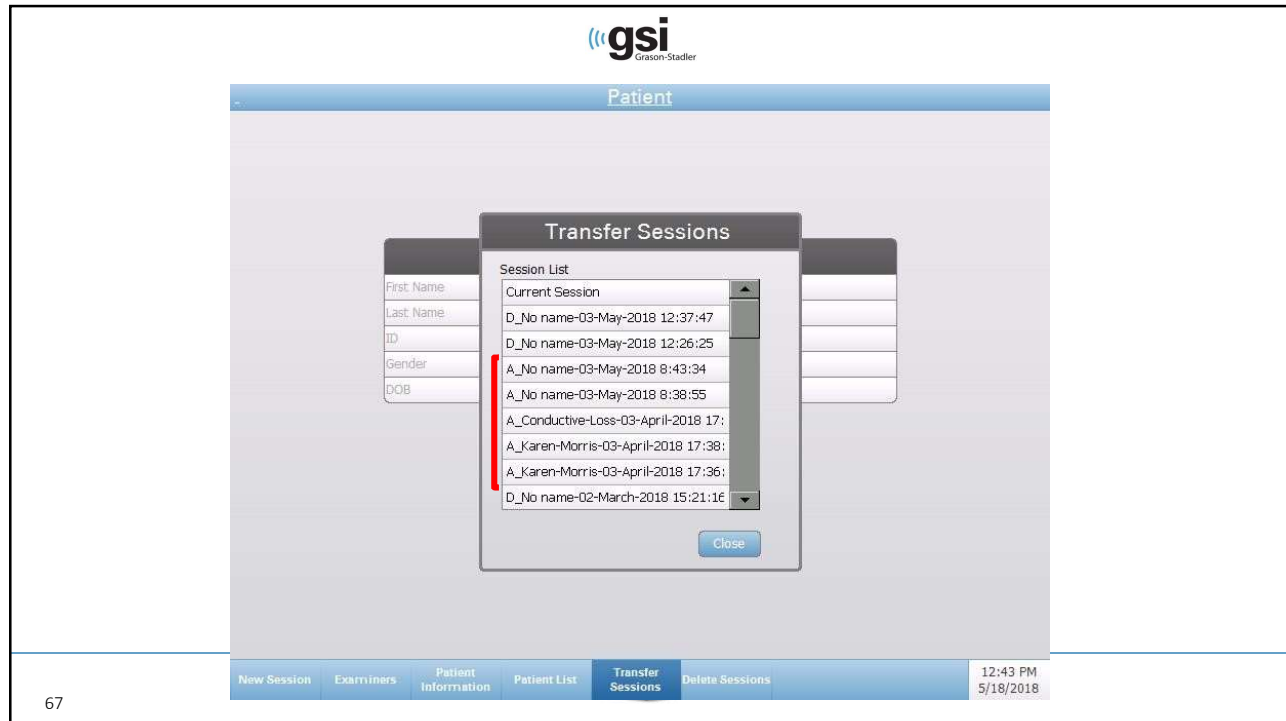 gsi
Grason-Stadler
-
Patient
Transfer Sessions
Session List
First Name
Last Name
ID
Gender
DOB
Current Session
D_No name-03-May-2018 12:37:47
D_No name-03-May-2018 12:26:25
A_No name-03-May-2018 8:43:34
A_No name-03-May-2018 8:38:55
A_Conductive-Loss-03-April-2018 17:
A_Karen-Morris-03-April-2018 17:38:
A_Karen-Morris-03-April-2018 17:36:
D_No name-02-March-2018 15:21:16
Close
New Session
Examiners
Patient
Information
Patient List
Transfer
Sessions
Delete Sessions
12:43 PM
5/18/2018
67